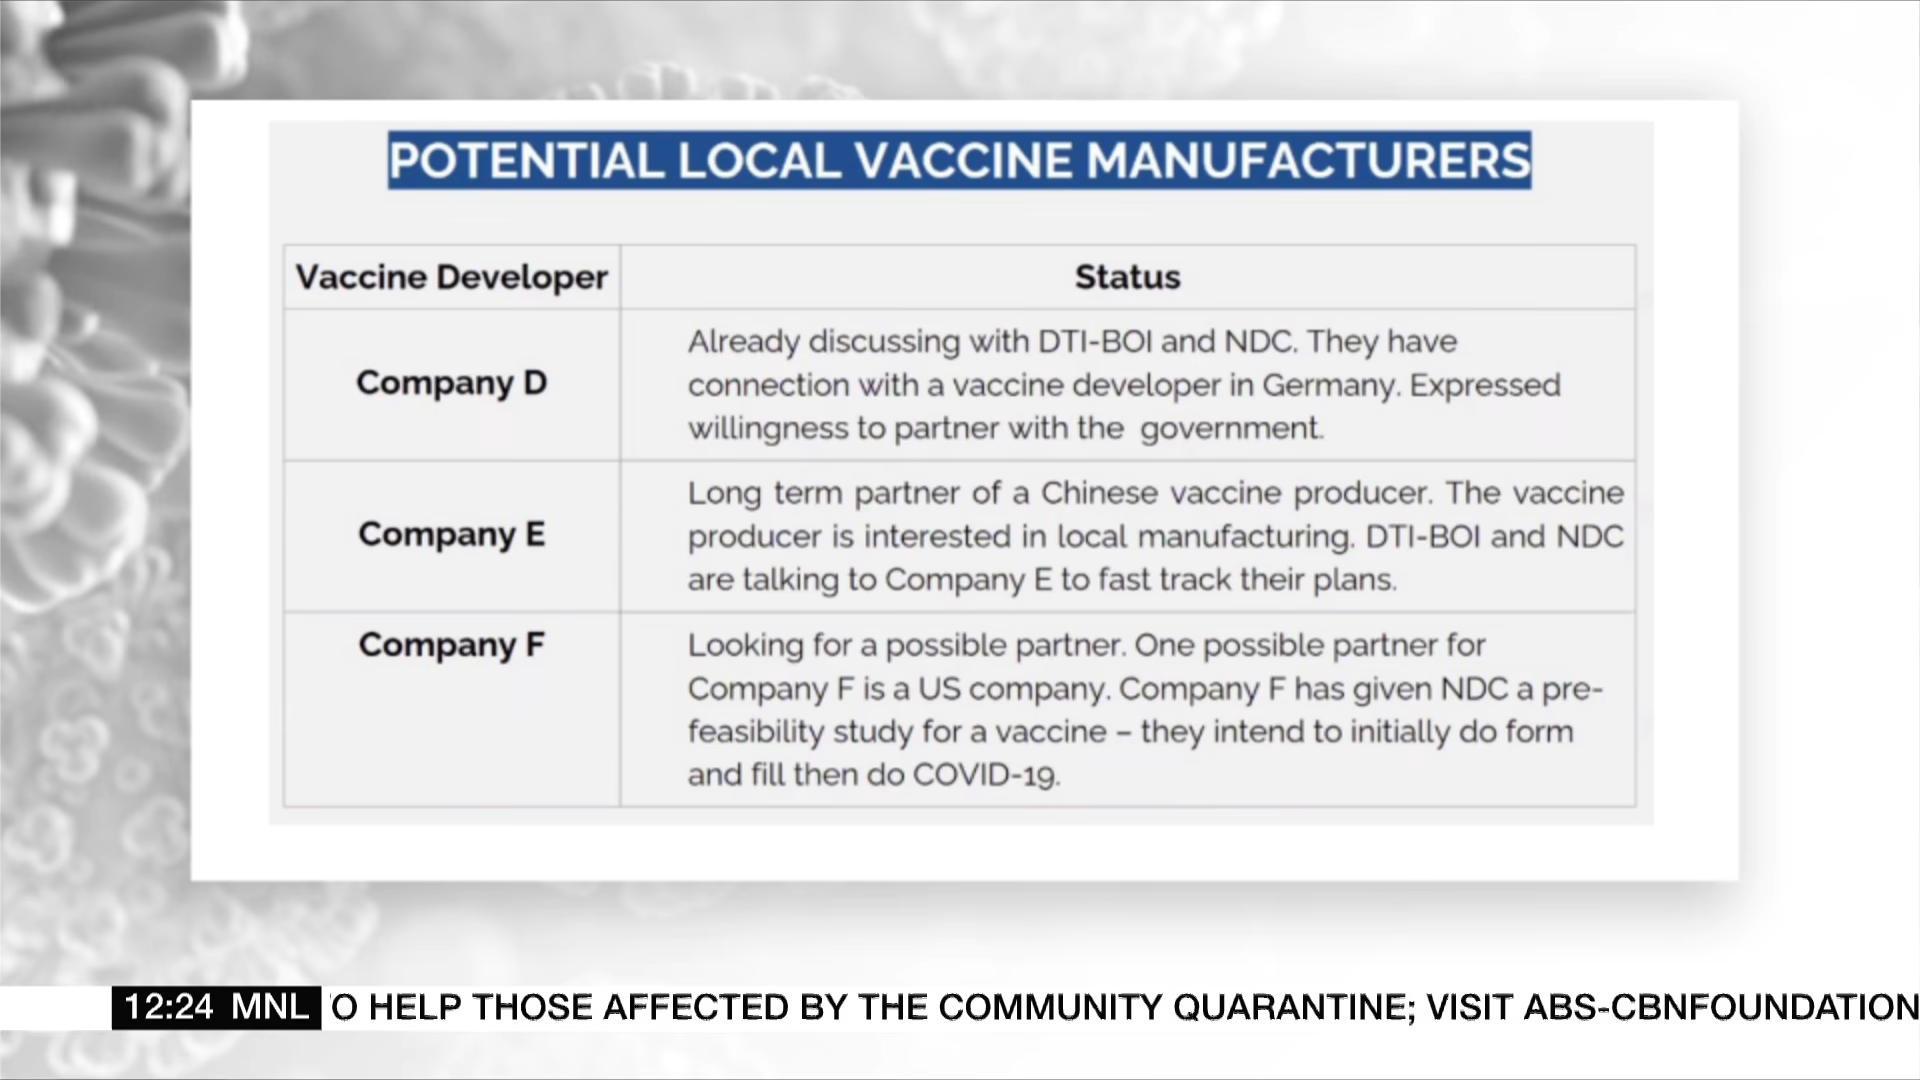 POTENTIAL LOCAL VACCINE MANUFACTURERS
Vaccine Developer
Status
Company D
Already discussing with DTI-BOI and NDC. They have
connection with a vaccine developer in Germany. Expressed
willingness to partner with the government.
Company E
Long term partner of a Chinese vaccine producer. The vaccine
producer is interested in local manufacturing. DTI-BOI and NDC
are talking to Company E to fast track their plans.
Company F
Looking for a possible partner. One possible partner for
Company F is a US company. Company F has given NDC a pre-
feasibility study for a vaccine – they intend to initially do form
and fill then do COVID-19.
12:24 MNL O HELP THOSE AFFECTED BY THE COMMUNITY QUARANTINE; VISIT ABS-CBNFOUNDATION